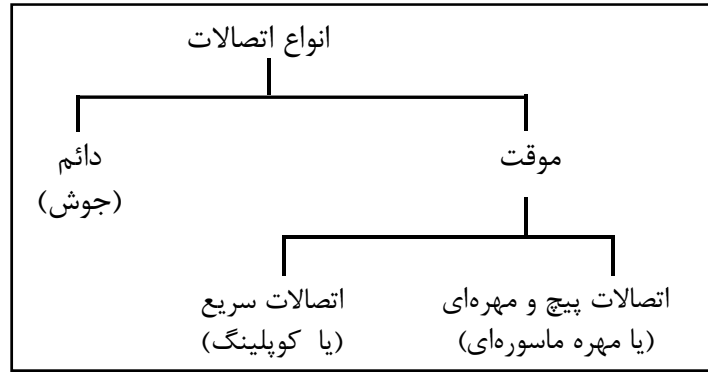 انواع اتصالات
موقت
دائم
(جوش)
اتصالات پیچ و مهره‌ای
(یا مهره ماسوره‌ای)
اتصالات سریع
(یا کوپلینگ)